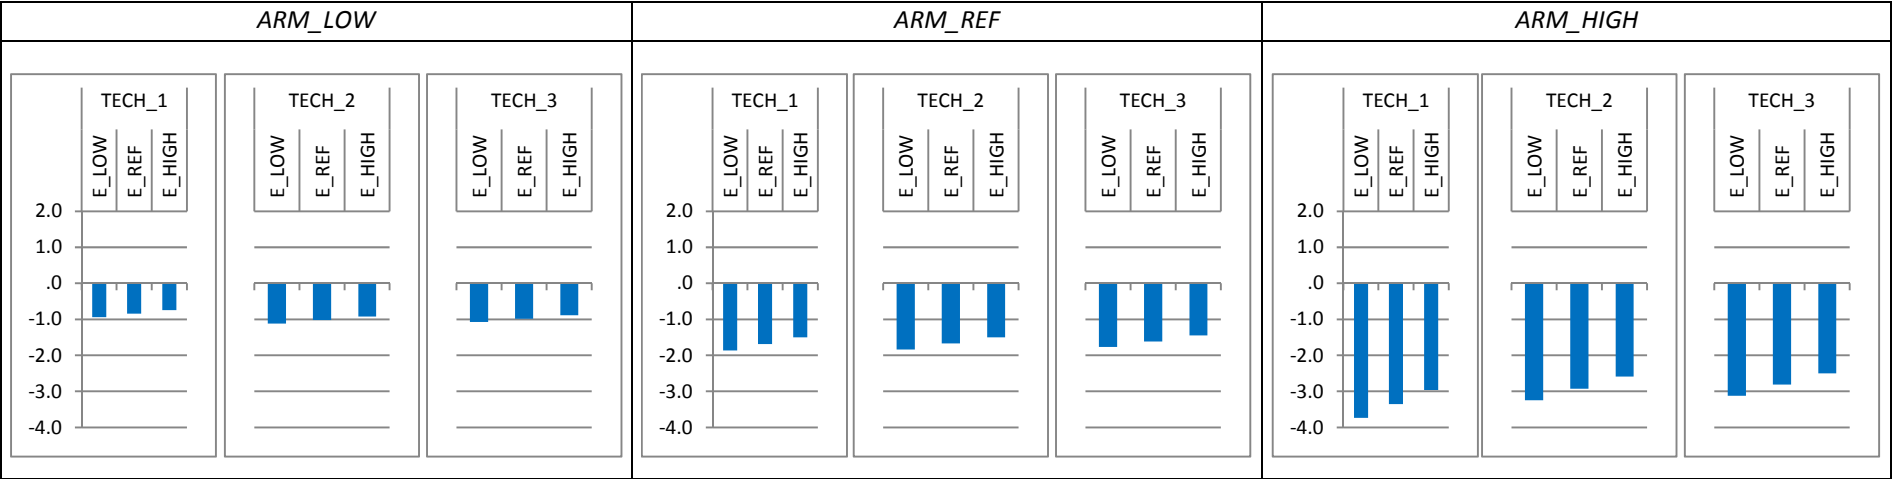 ARM_LOW ARM_REF ARM_HIGH
TECH_1 TECH_2 TECH_3 TECH_1 TECH_2 TECH_3 TECH_1 TECH_2 TECH_3
E_LOW E_REF E_HIGH E_LOW E_REF E_HIGH E_LOW E_REF E_HIGH E_LOW E_REF E_HIGH E_LOW E_REF E_HIGH E_LOW E_REF E_HIGH E_LOW E_REF E_HIGH E_LOW E_REF E_HIGH E_LOW E_REF E_HIGH
2.0 2.0 2.0
1.0 1.0 1.0
.0 .0 .0
-1.0 -1.0 -1.0
-2.0 -2.0 -2.0
-3.0 -3.0 -3.0
-4.0 -4.0 -4.0